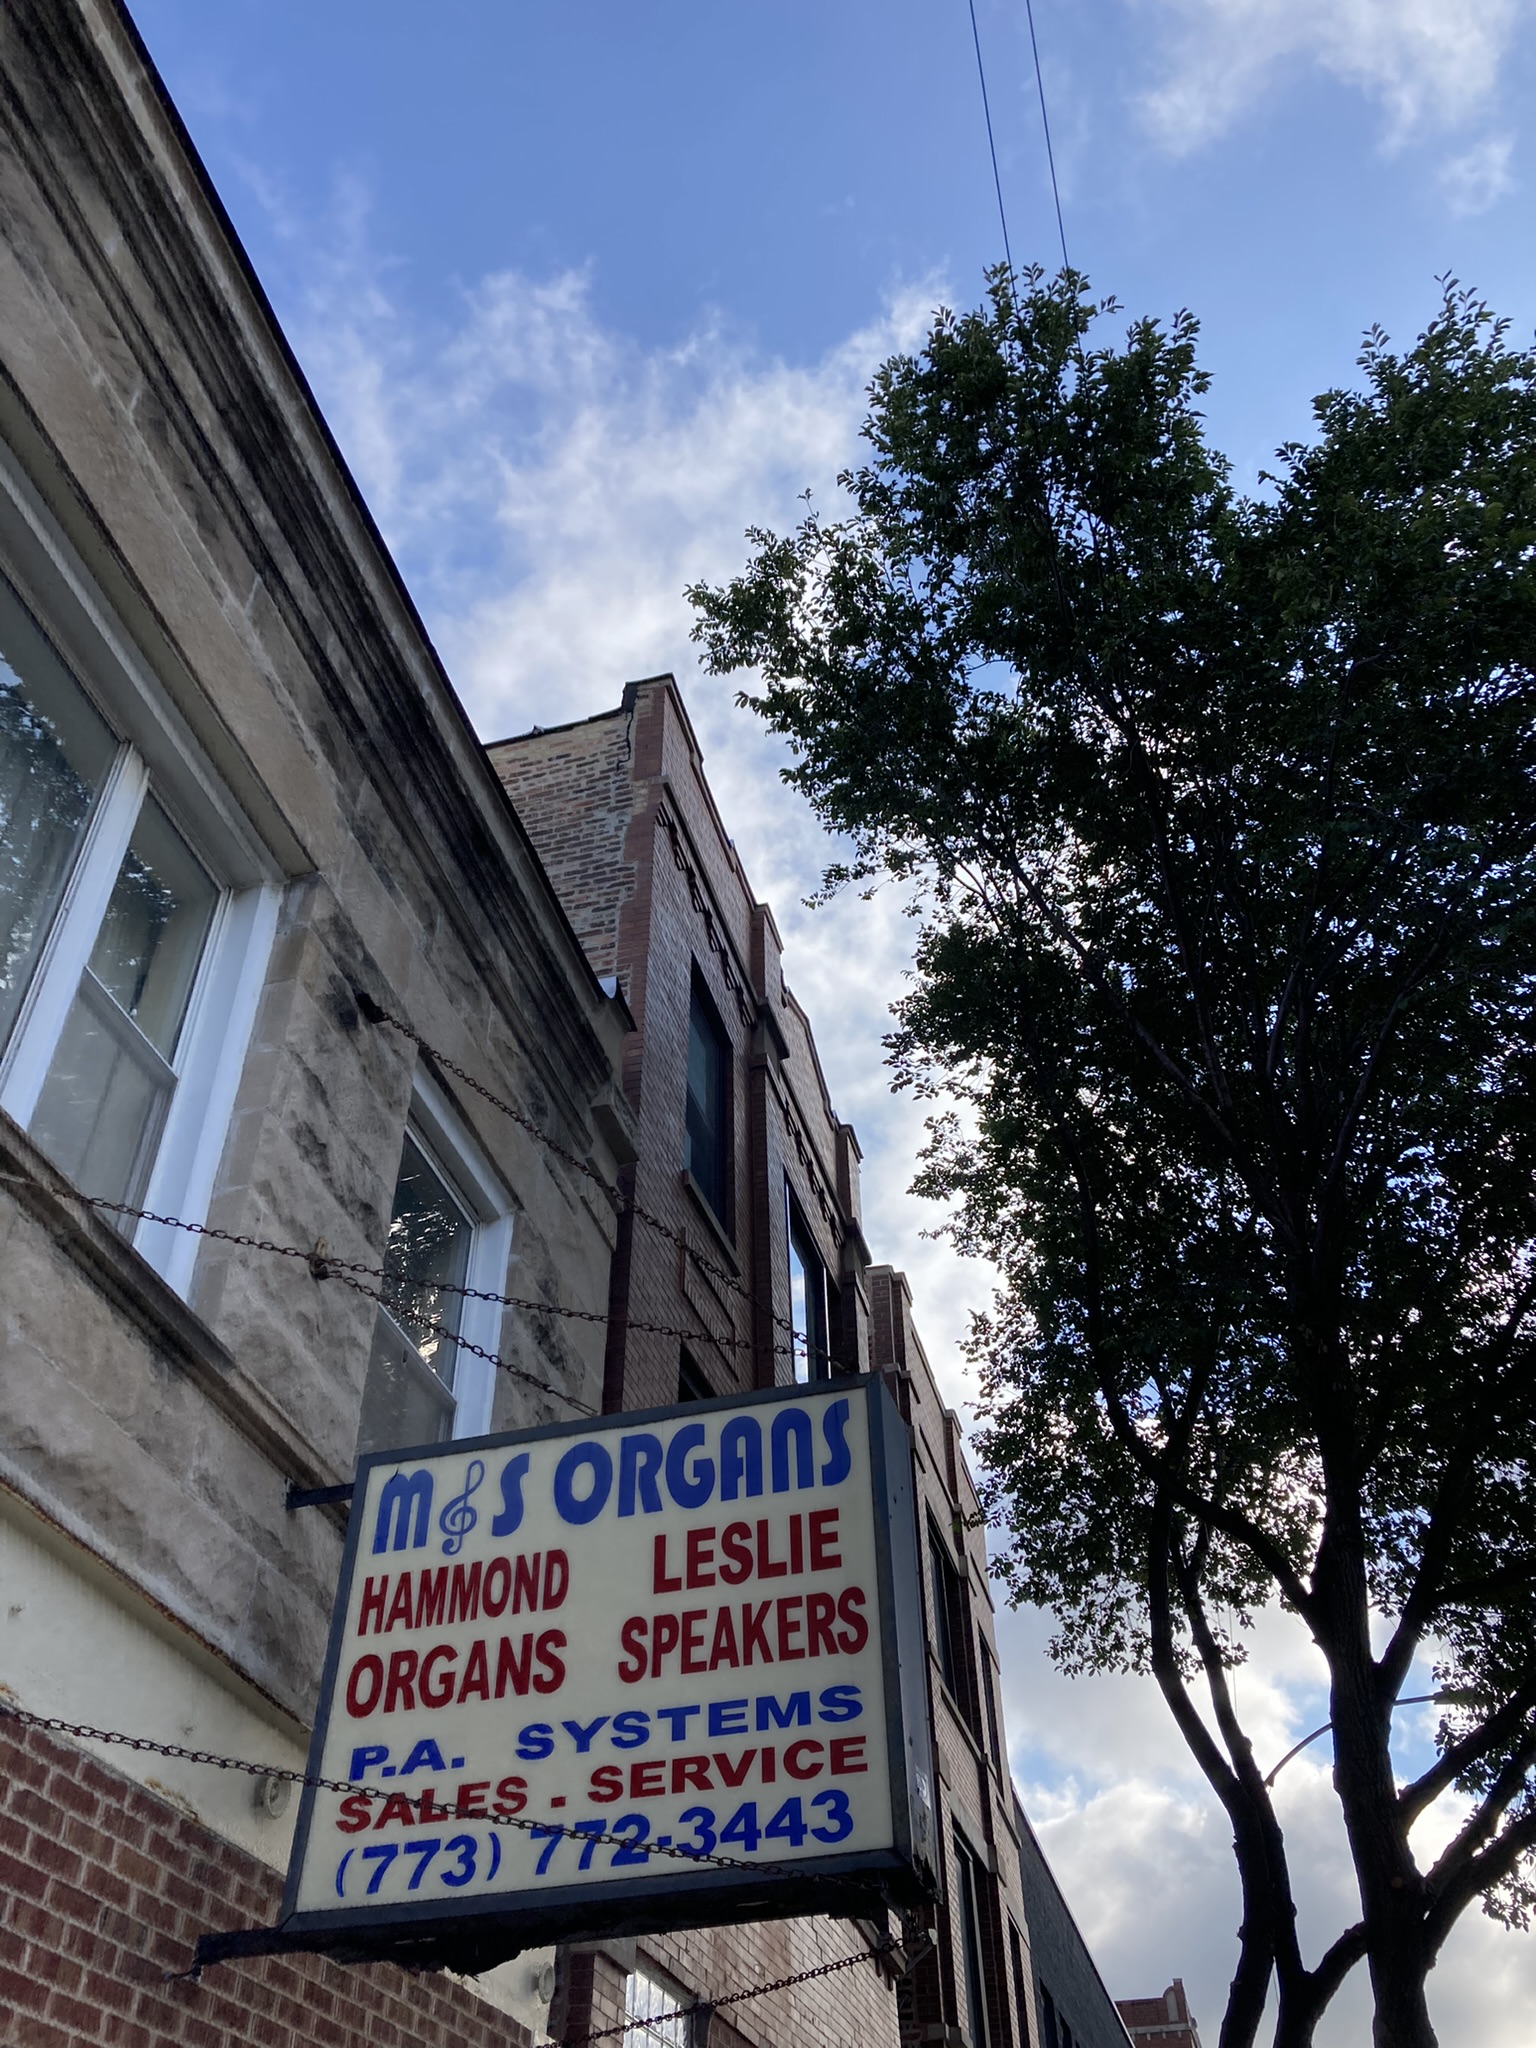 M&S ORGANS
HAMMOND LESLIE
ORGANS SPEAKERS
P.A. SYSTEMS
SALES . SERVICE
(773) 772-3443